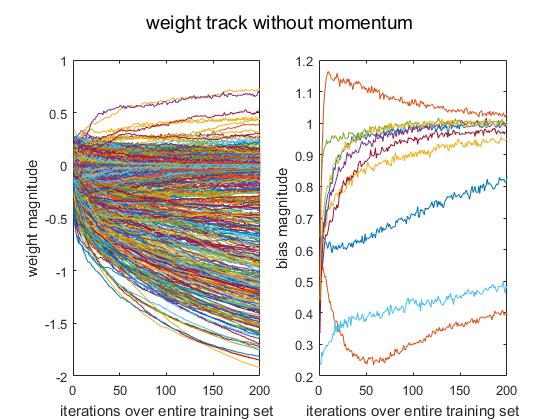 weight track without momentum
1
0.5
0
-0.5
-1
-1.5
-2
weight magnitude
0 50 100 150 200
iterations over entire training set
1.2
1.1
1
0.9
0.8
0.7
0.6
0.5
0.4
0.3
0.2
bias magnitude
0 50 100 150 200
iterations over entire training set